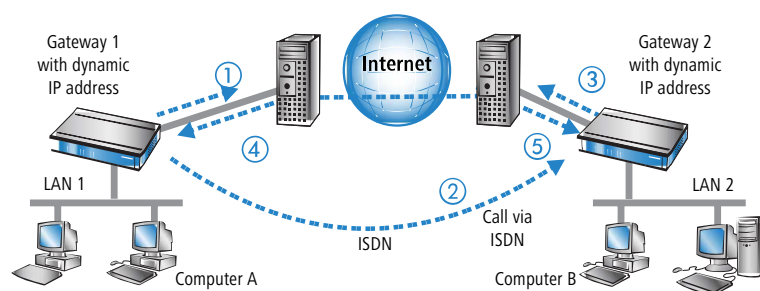 Gateway 1
with dynamic
IP address
①
Internet
③
Gateway 2
with dynamic
IP address
④
⑤
LAN 1
②
LAN 2
ISDN
Call via
ISDN
Computer A
Computer B